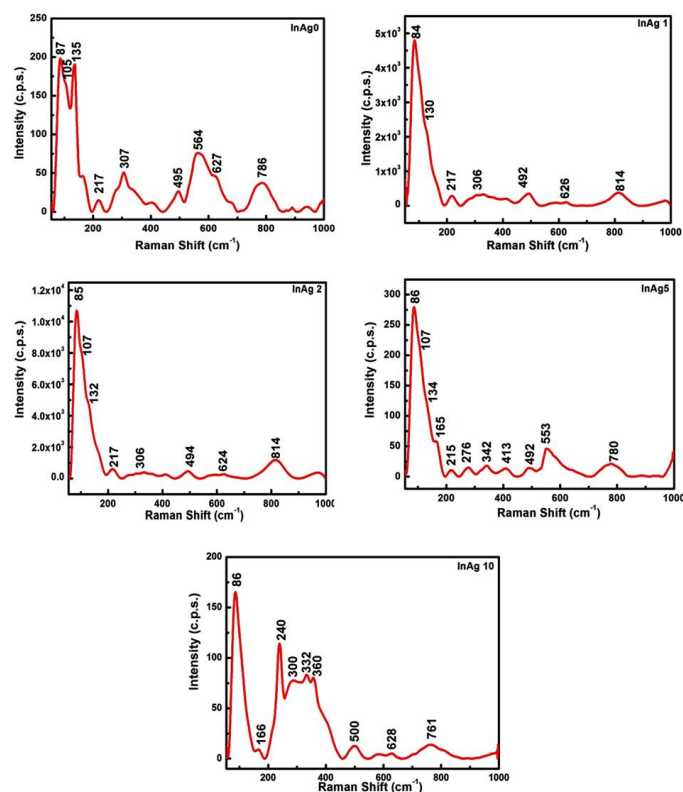 InAg0
250
200
150
100
50
0
Intensity (c.p.s.)
87
105
135
217
307
495
564
627
786
200 400 600 800 1000
Raman Shift (cm⁻¹)
InAg 1
5x10³
4x10³
3x10³
2x10³
1x10³
0
Intensity (c.p.s.)
84
130
217
306
492
626
814
200 400 600 800 1000
Raman Shift (cm⁻¹)
InAg 2
1.2x10⁴
1.0x10⁴
8.0x10³
6.0x10³
4.0x10³
2.0x10³
0.0
Intensity (c.p.s.)
85
107
132
217
306
494
624
814
200 400 600 800 1000
Raman Shift (cm⁻¹)
InAg5
300
250
200
150
100
50
0
Intensity (c.p.s.)
86
107
134
165
215
276
342
413
492
553
780
200 400 600 800 1000
Raman Shift (cm⁻¹)
InAg 10
200
150
100
50
0
Intensity (c.p.s.)
86
166
240
300
332
360
500
628
761
200 400 600 800 1000
Raman Shift (cm⁻¹)